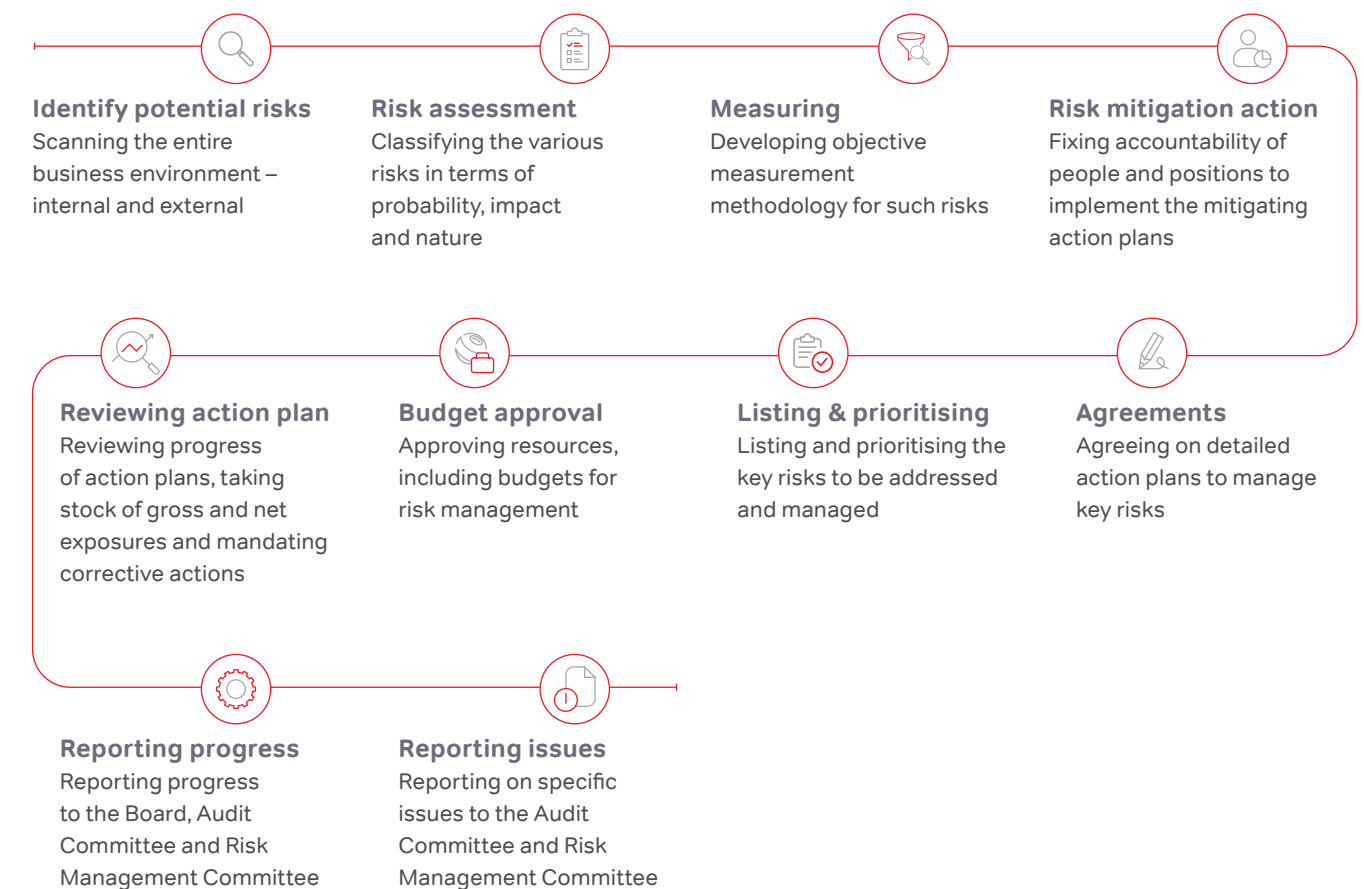 Identify potential risks
Scanning the entire
business environment –
internal and external
Risk assessment
Classifying the various
risks in terms of
probability, impact
and nature
Measuring
Developing objective
measurement
methodology for such risks
Risk mitigation action
Fixing accountability of
people and positions to
implement the mitigating
action plans
Reviewing action plan
Reviewing progress
of action plans, taking
stock of gross and net
exposures and mandating
corrective actions
Budget approval
Approving resources,
including budgets for
risk management
Listing & prioritising
Listing and prioritising the
key risks to be addressed
and managed
Agreements
Agreeing on detailed
action plans to manage
key risks
Reporting progress
Reporting progress
to the Board, Audit
Committee and Risk
Management Committee
Reporting issues
Reporting on specific
issues to the Audit
Committee and Risk
Management Committee